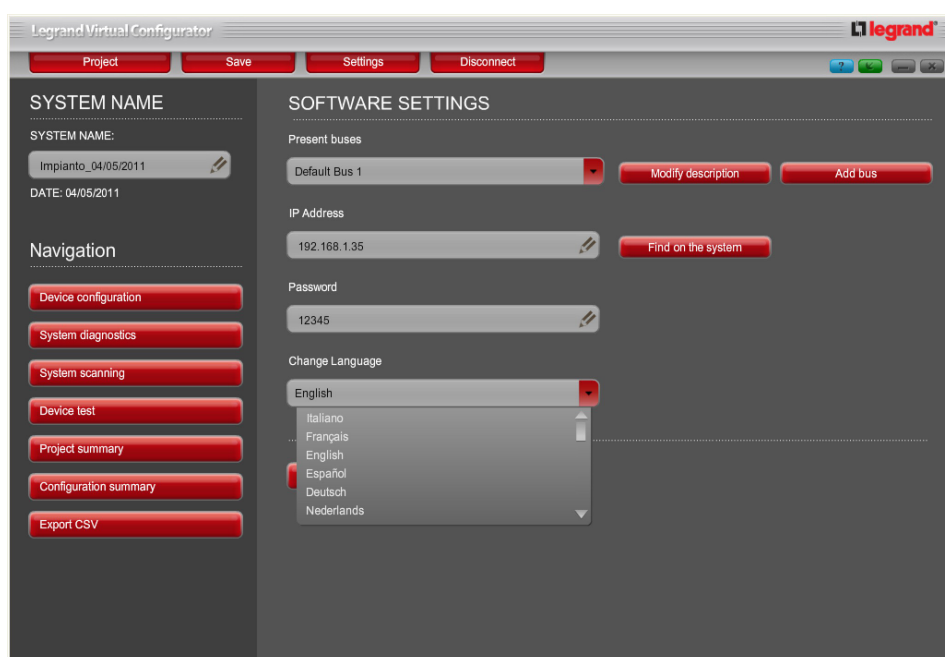 Legrand Virtual Configurator
legrand
Project
Save
Settings
Disconnect
?
SYSTEM NAME
SYSTEM NAME:
Impianto_04/05/2011
DATE: 04/05/2011
Navigation
Device configuration
System diagnostics
System scanning
Device test
Project summary
Configuration summary
Export CSV
SOFTWARE SETTINGS
Present buses
Default Bus 1
Modify description
Add bus
IP Address
192.168.1.35
Find on the system
Password
12345
Change Language
English
Italiano
Français
English
Español
Deutsch
Nederlands